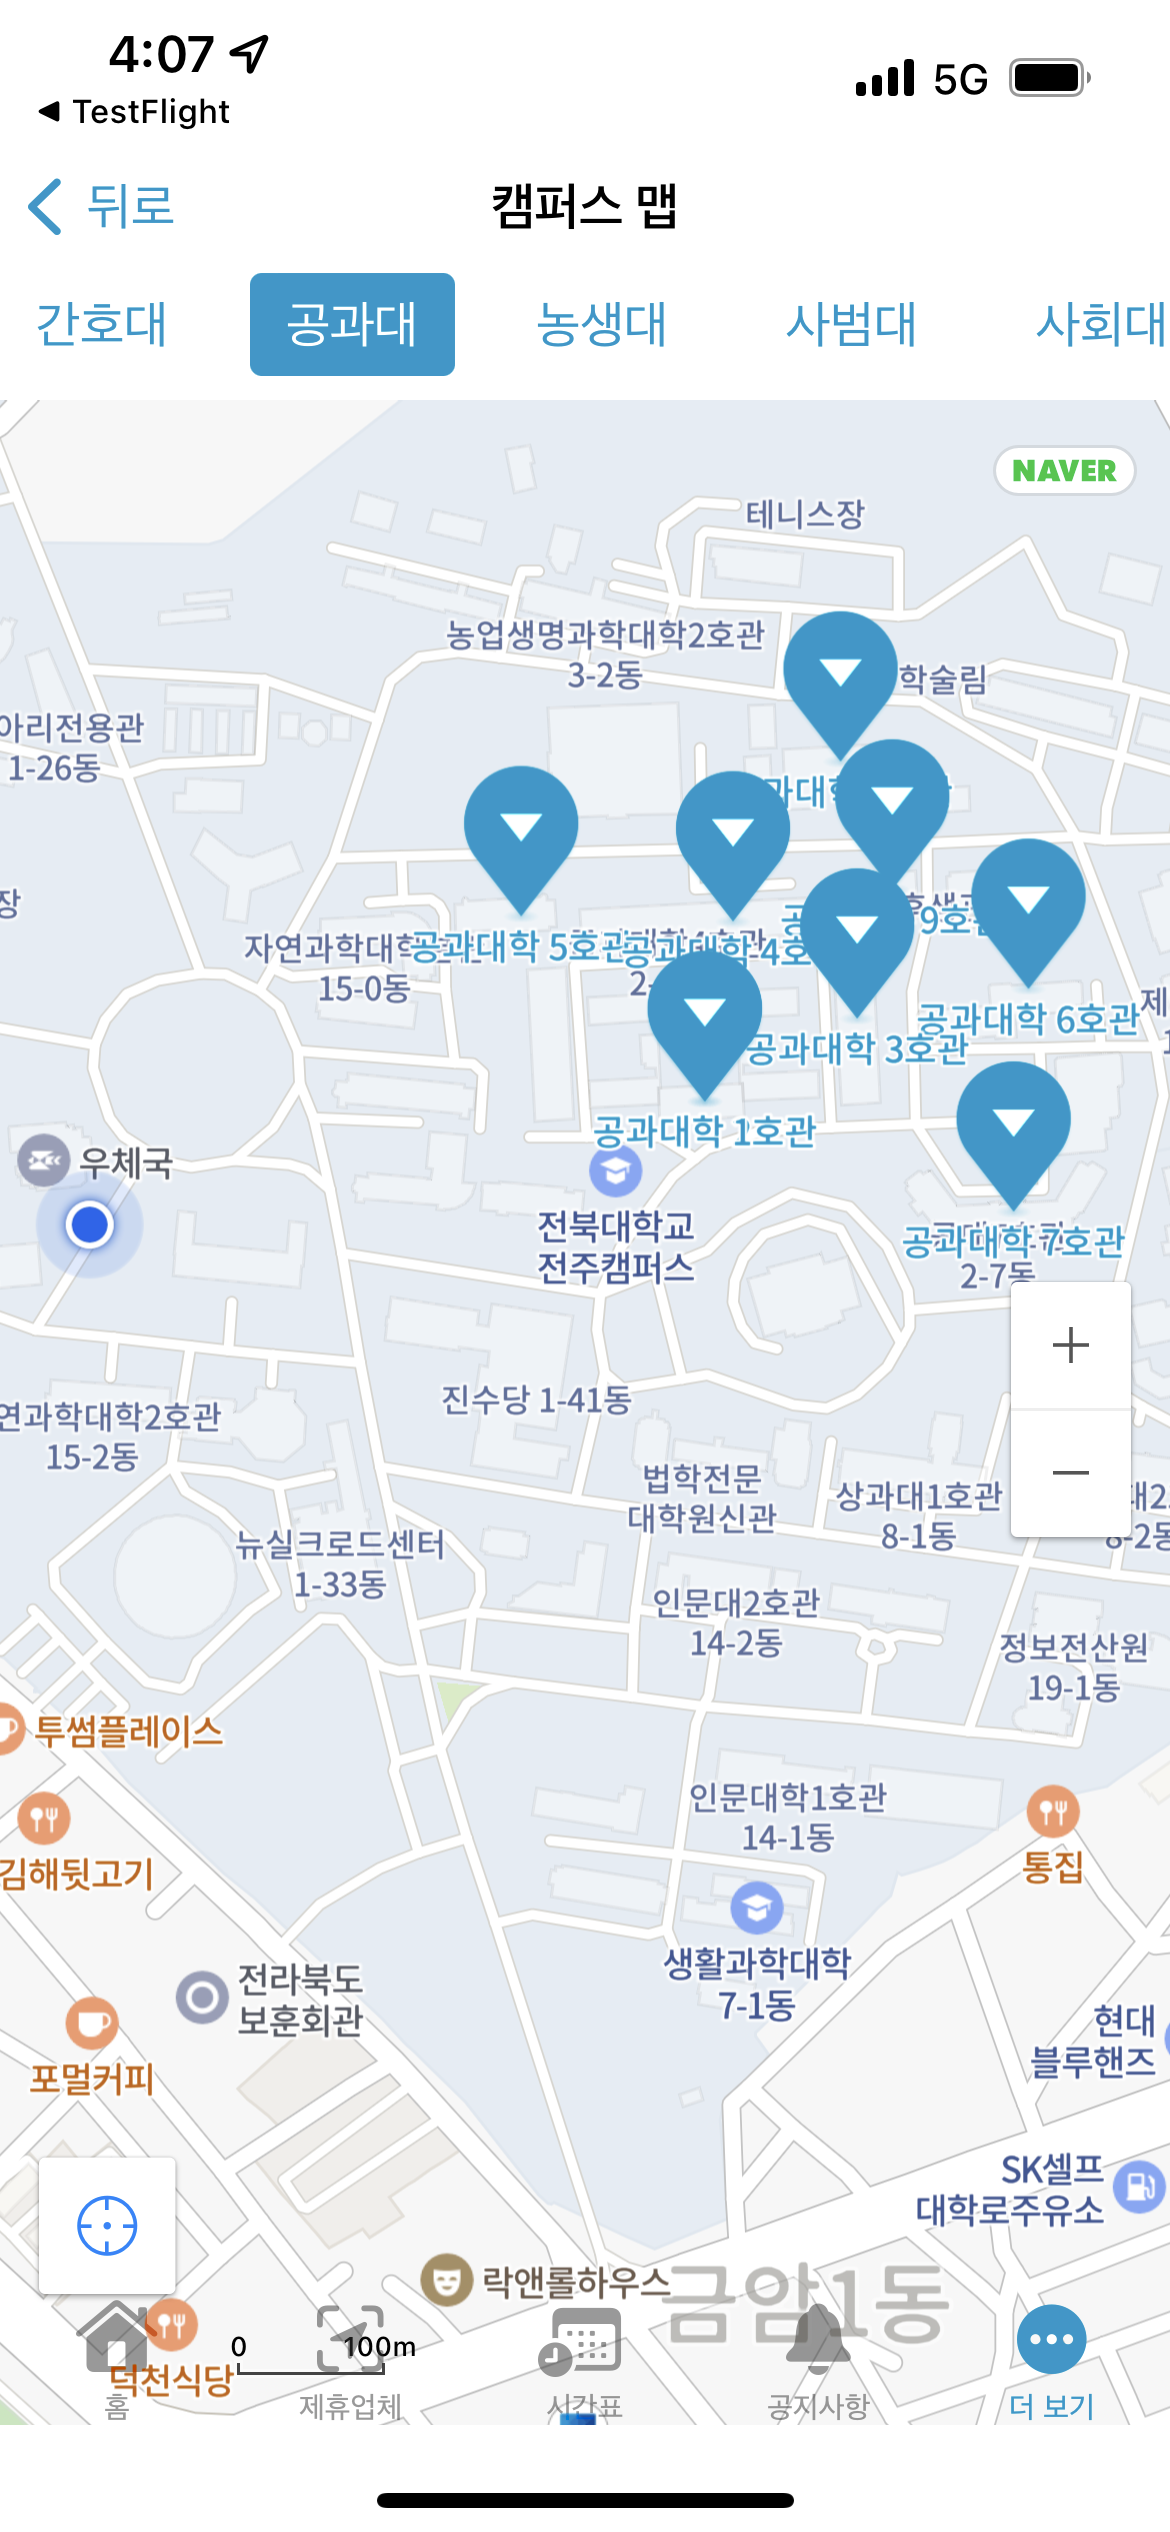 4:07
5G
◀ TestFlight
뒤로
캠퍼스 맵
간호대
공과대
농생대
사범대
사회대
NAVER
테니스장
농업생명과학대학2호관
3-2동
학술림
아리전용관
1-26동
장
자연과학대학
15-0동
공과대학 5호관
공과대학 4호
9호관
공과대학 6호관
공과대학 3호관
공과대학 1호관
우체국
전북대학교
전주캠퍼스
공과대학 7호관
2-7동
진수당 1-41동
연과학대학2호관
15-2동
법학전문
대학원신관
상과대1호관
8-1동
대2
8-2동
뉴실크로드센터
1-33동
인문대2호관
14-2동
정보전산원
19-1동
투썸플레이스
인문대학1호관
14-1동
김해뒷고기
통집
생활과학대학
7-1동
전라북도
보훈회관
포멀커피
현대
블루핸즈
SK셀프
대학로주유소
락앤롤하우스
금암1동
0
100m
덕천식당
홈
제휴업체
시간표
공지사항
더 보기